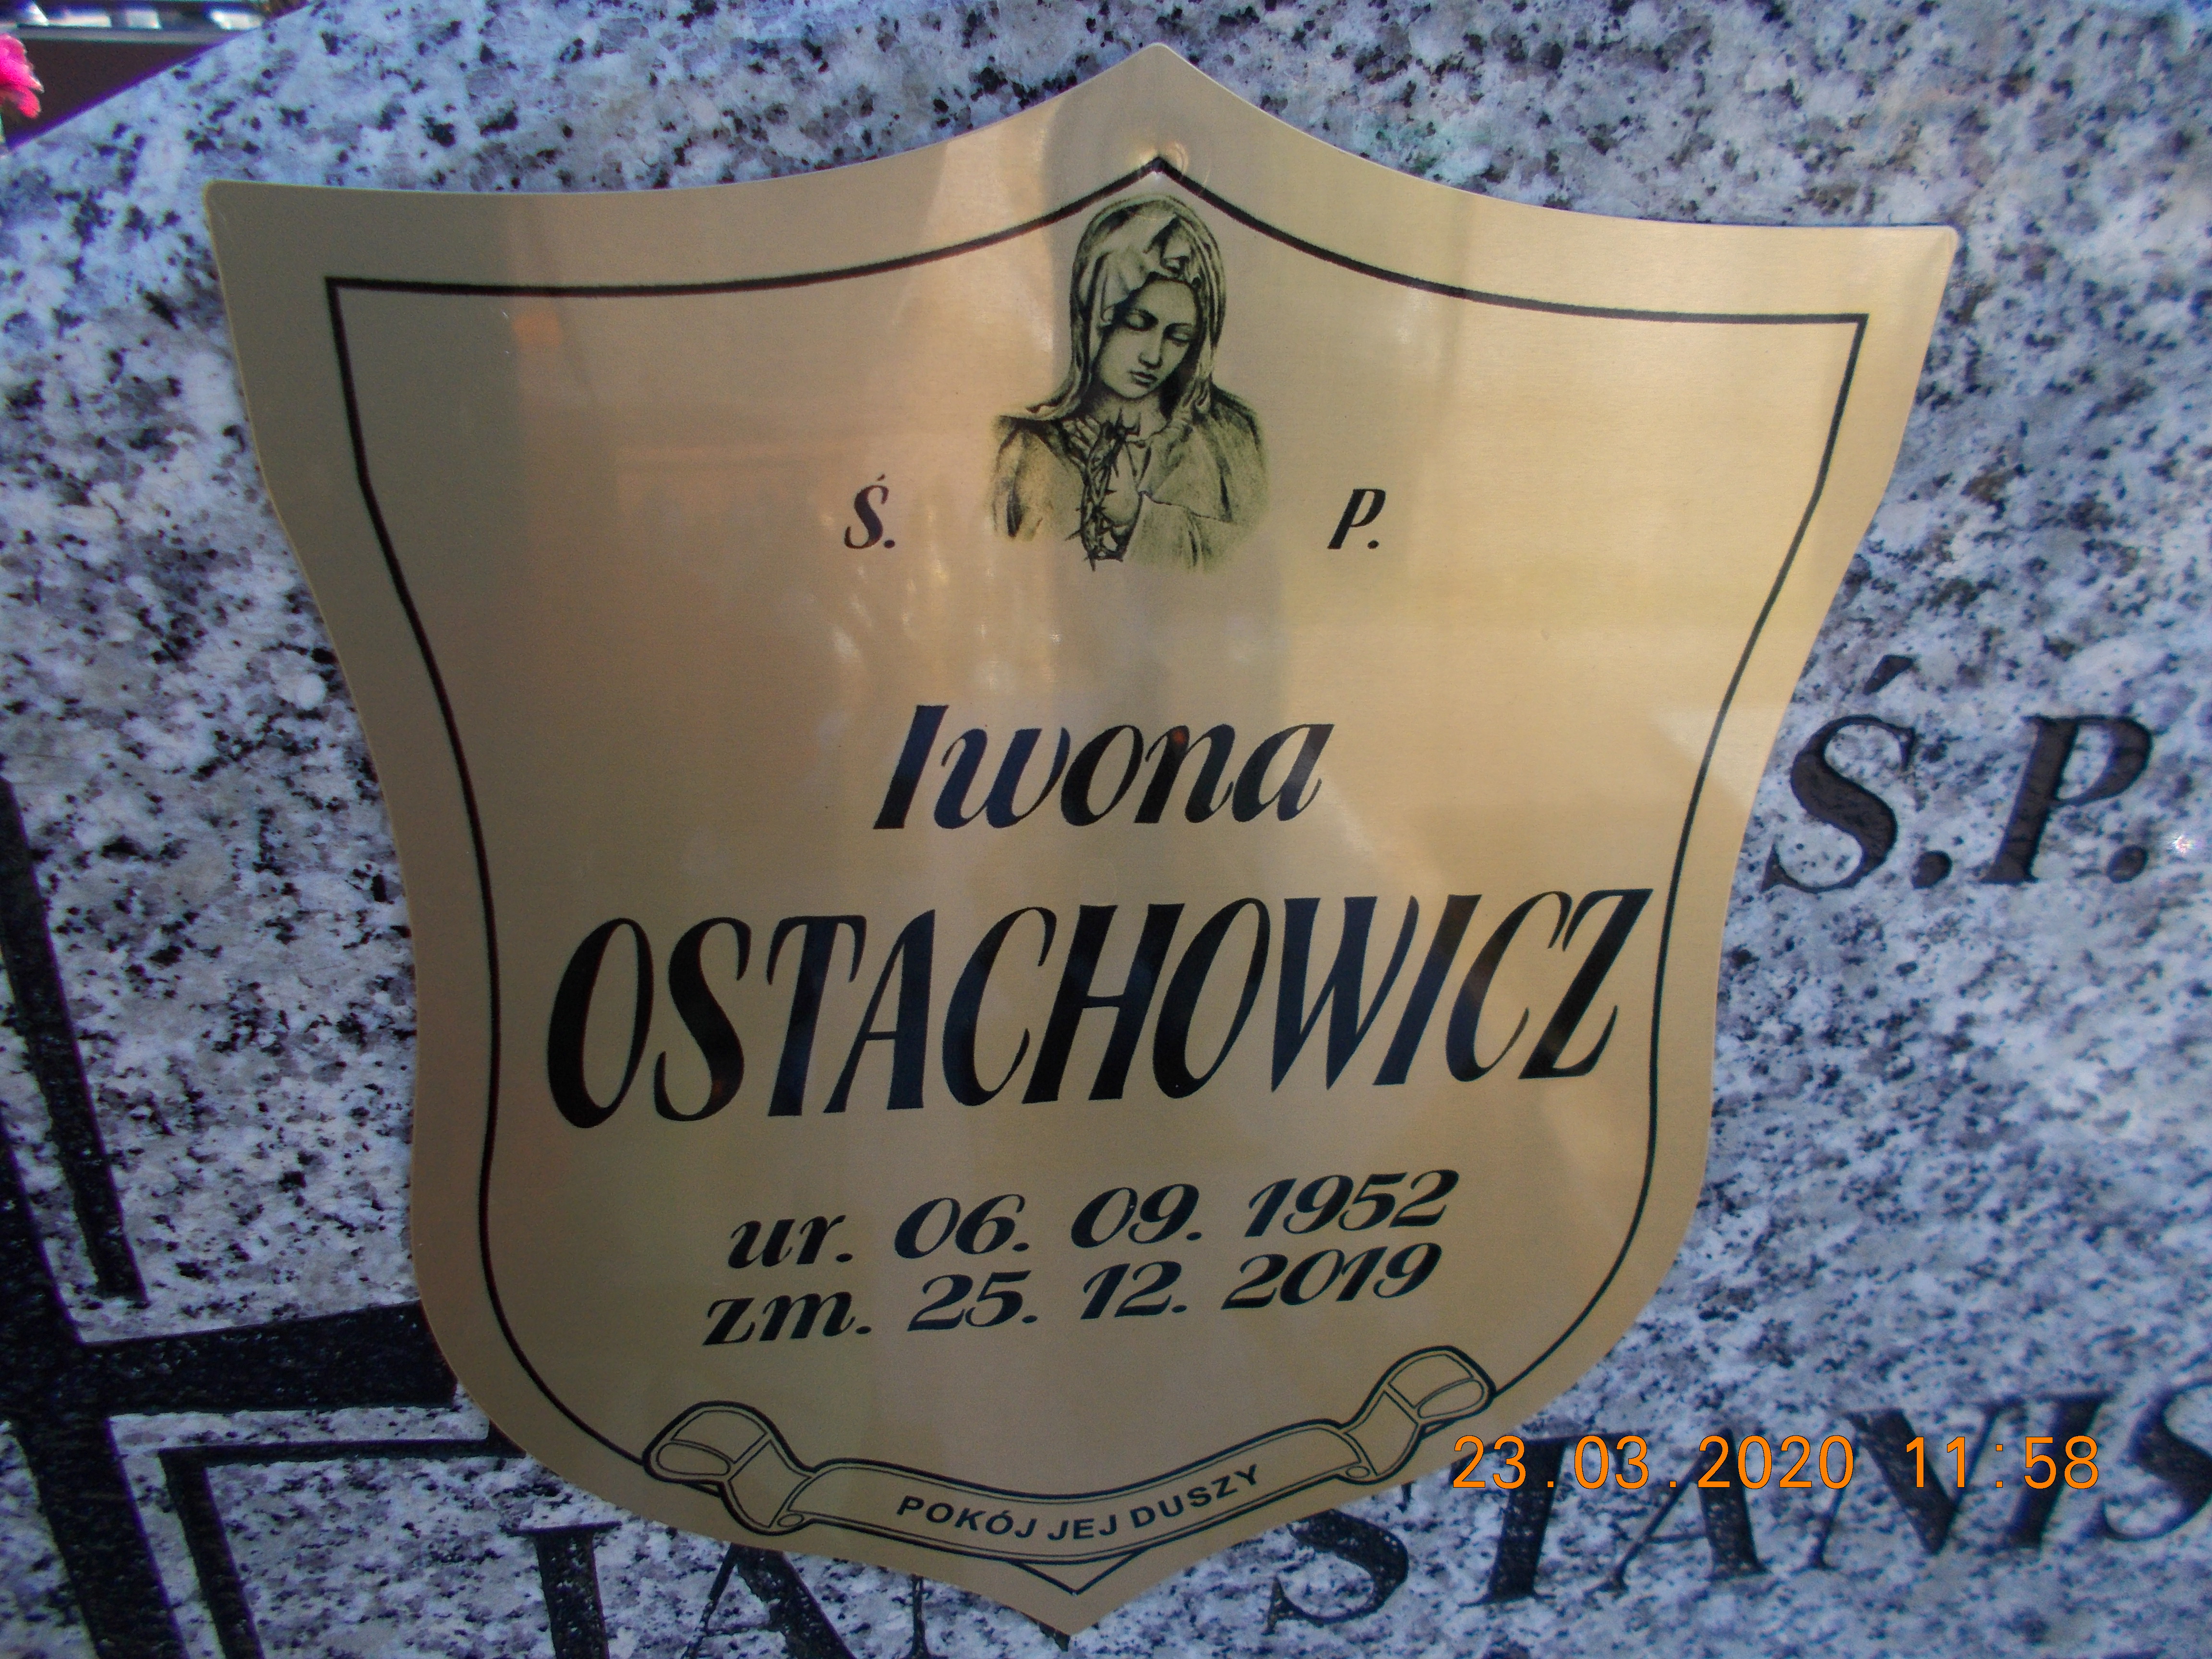 Ś. P.
Iwona
OSTACHOWICZ
ur. 06. 09. 1952
zm. 25. 12. 2019
POKÓJ JEJ DUSZY
Ś.P.
23.03.2020 11:58